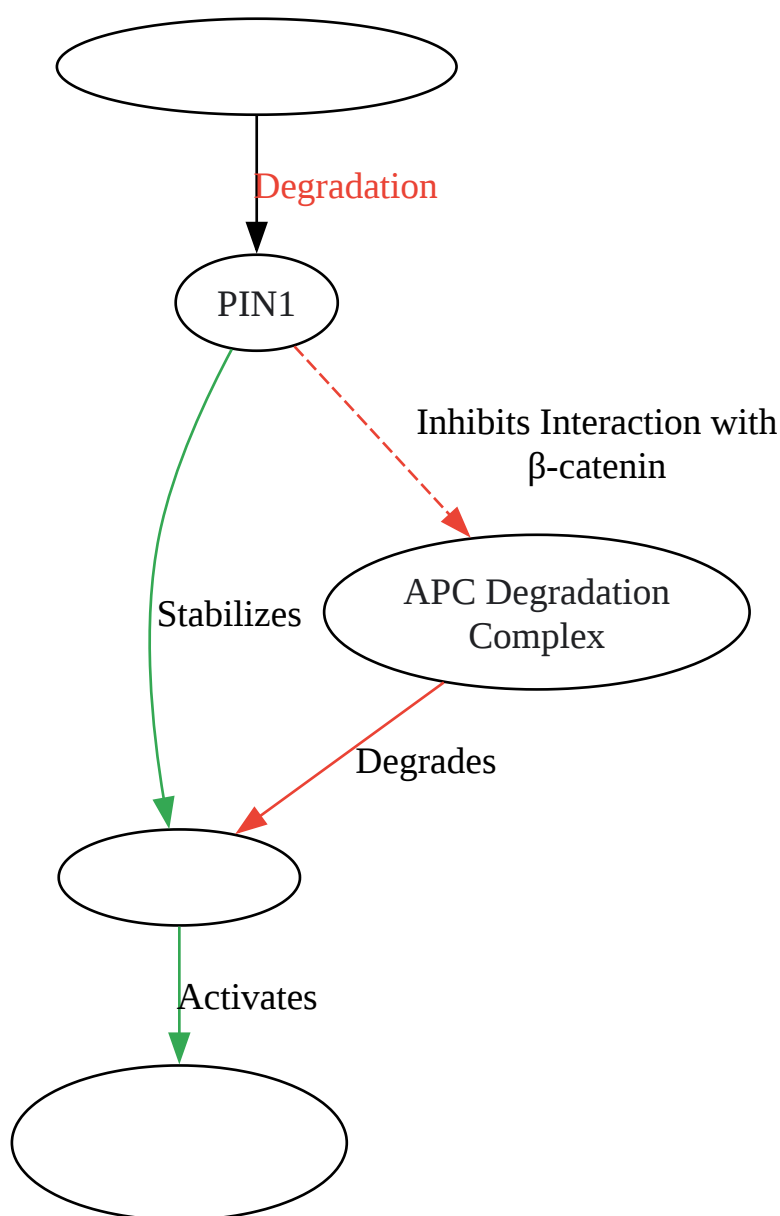 Degradation
PIN1
Inhibits Interaction with
β-catenin
APC Degradation
Complex
Stabilizes
Degrades
Activates